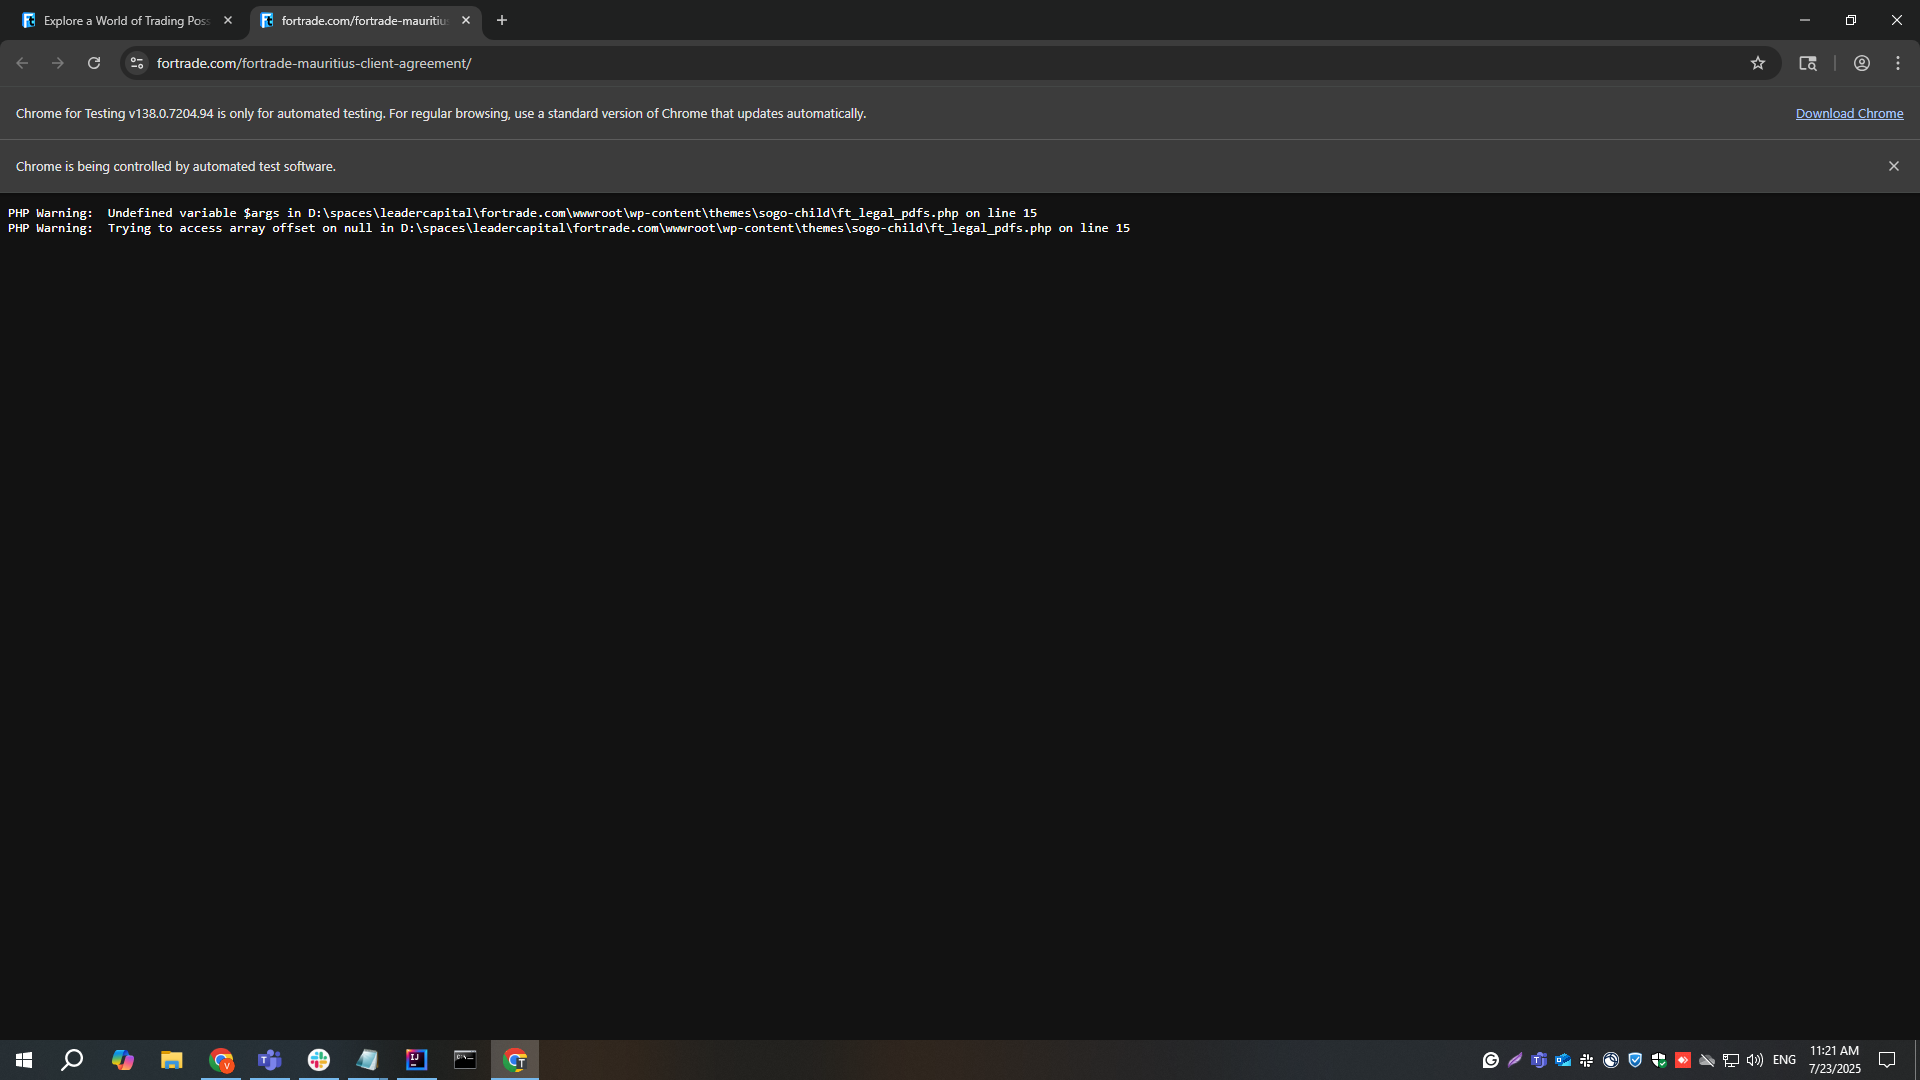 Explore a World of Trading Poss
fortrade.com/fortrade-mauritiu
fortrade.com/fortrade-mauritius-client-agreement/
Chrome for Testing v138.0.7204.94 is only for automated testing. For regular browsing, use a standard version of Chrome that updates automatically.
Download Chrome
Chrome is being controlled by automated test software.
PHP Warning:  Undefined variable $args in D:\spaces\leadercapital\fortrade.com\wwwroot\wp-content\themes\sogo-child\ft_legal_pdfs.php on line 15
PHP Warning:  Trying to access array offset on null in D:\spaces\leadercapital\fortrade.com\wwwroot\wp-content\themes\sogo-child\ft_legal_pdfs.php on line 15
ENG
11:21 AM
7/23/2025